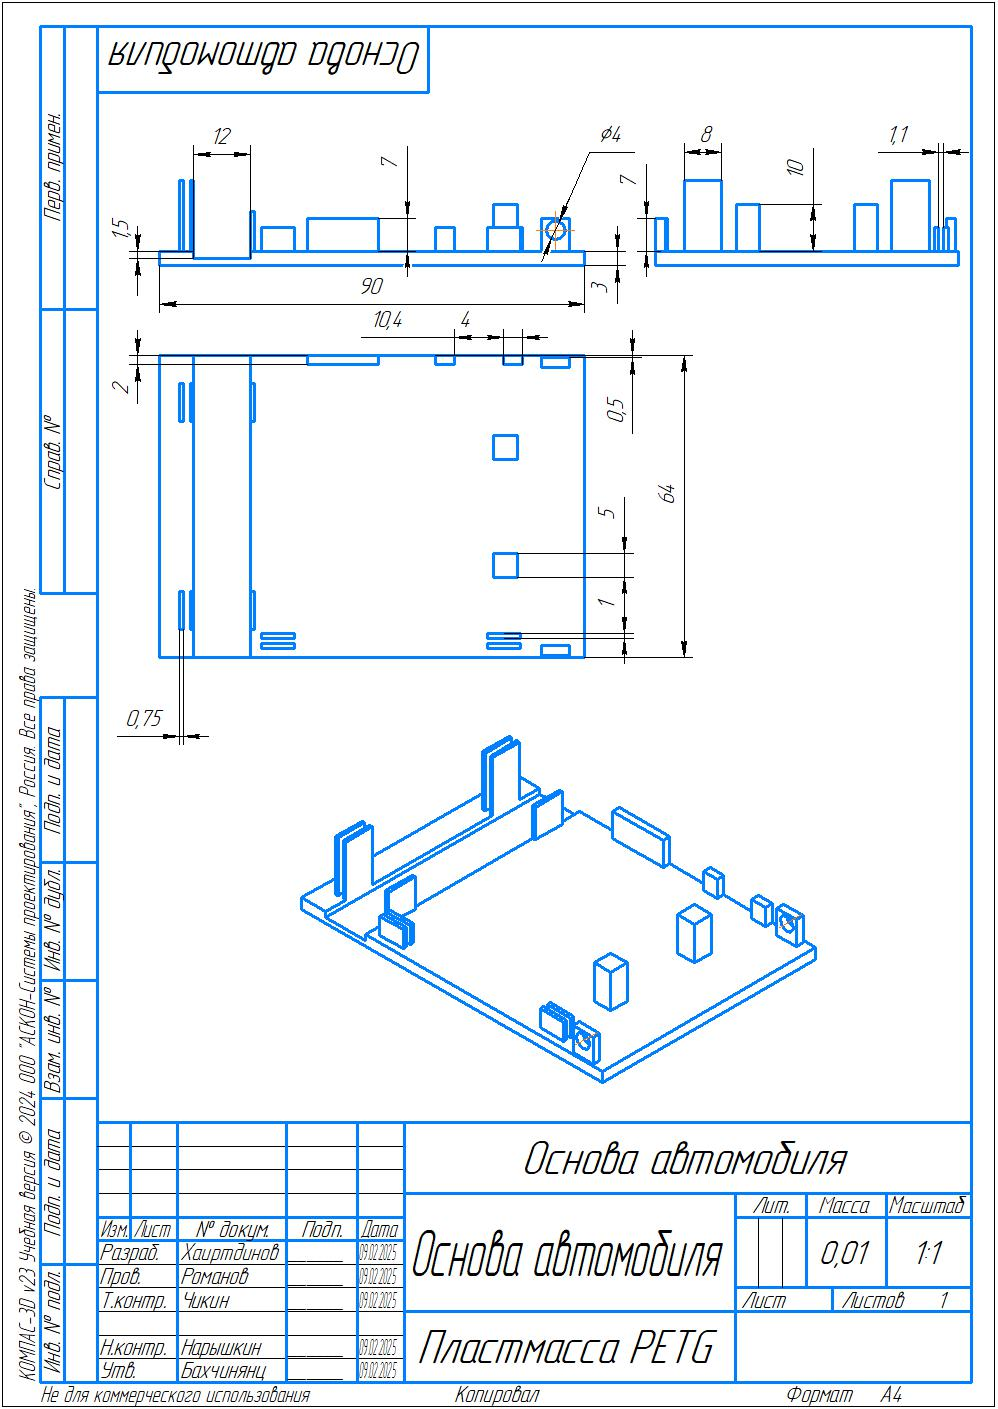 Основа автомобиля
Перв. примен.
Справ. №
12
1,5
7
⌀4
90
3
7
8
10
1,1
10,4
4
2
0,5
64
5
1
0,75
КОМПАС-3D v23 Учебная версия © 2024 ООО "АСКОН-Системы проектирования", Россия. Все права защищены.
Подп. и дата
Инв. № дубл.
Взам. инв. №
Подп. и дата
Инв. № подл.
Основа автомобиля
Изм. Лист № докум. Подп. Дата
Разраб. Хаиртдинов 09.02.2025
Пров. Романов 09.02.2025
Т.контр. Чикин 09.02.2025
Н.контр. Нарышкин 09.02.2025
Утв. Бахчинянц 09.02.2025
Основа автомобиля
Лит. Масса Масштаб
0,01 1:1
Лист Листов 1
Пластмасса PETG
Не для коммерческого использования Копировал Формат A4